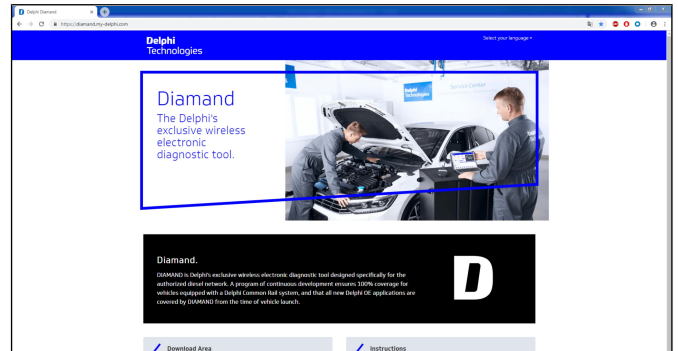 Delphi Diamand
https://diamand.my-delphi.com
Delphi
Technologies
Select your language
Diamand
The Delphi's
exclusive wireless
electronic
diagnostic tool.
Delphi
Technologies
Service Center
Diamand.
DIAMAND is Delphi's exclusive wireless electronic diagnostic tool designed specifically for the
authorized diesel network. A program of continuous development ensures 100% coverage for
vehicles equipped with a Delphi Common Rail system, and that all new Delphi OE applications are
covered by DIAMAND from the time of vehicle launch.
D
Download Area
Instructions